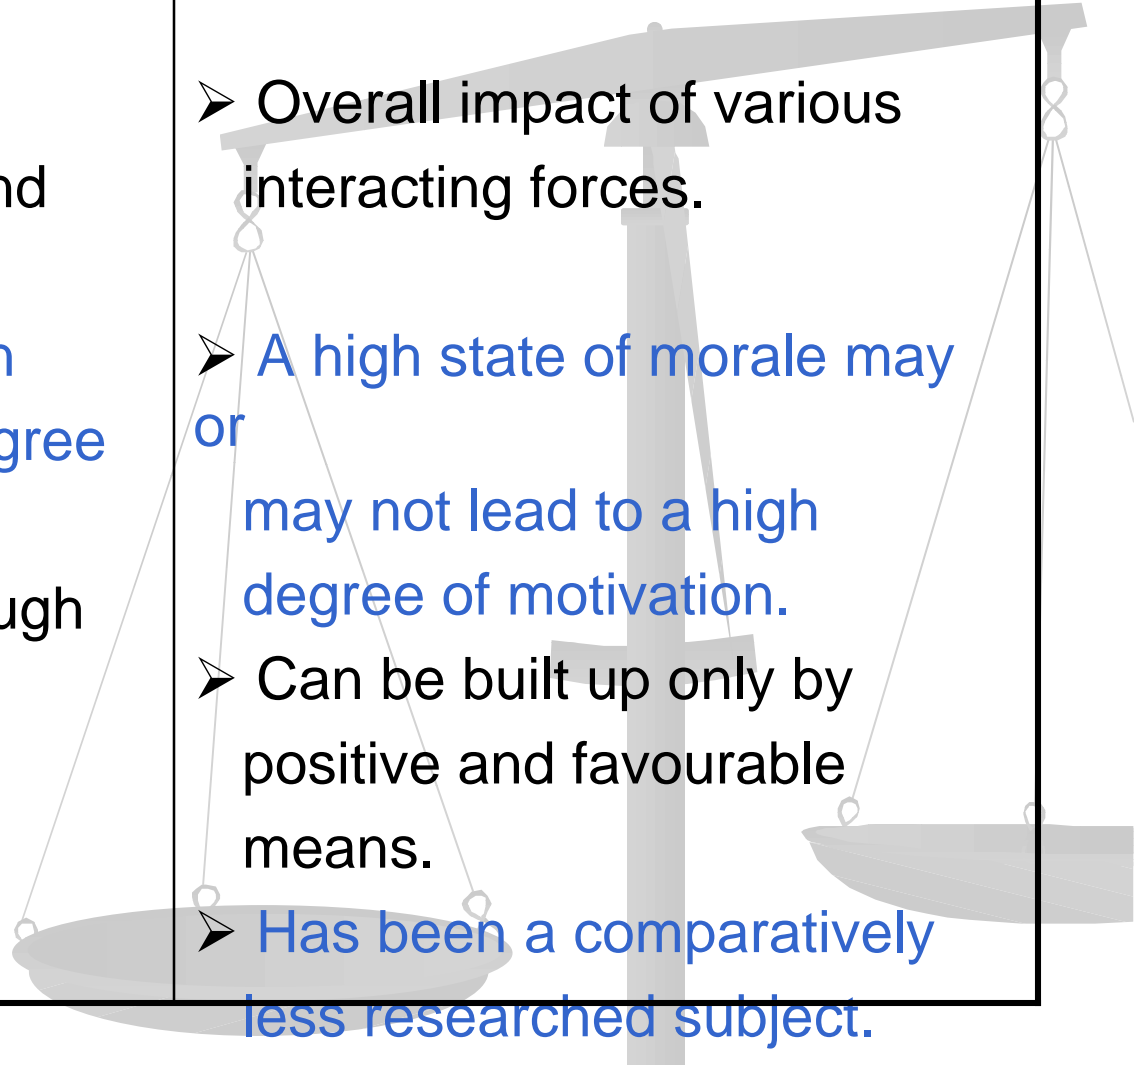 nd
n
gree
ugh
➢ Overall impact of various
interacting forces.
➢ A high state of morale may
or
may not lead to a high
degree of motivation.
➢ Can be built up only by
positive and favourable
means.
➢ Has been a comparatively
less researched subject.